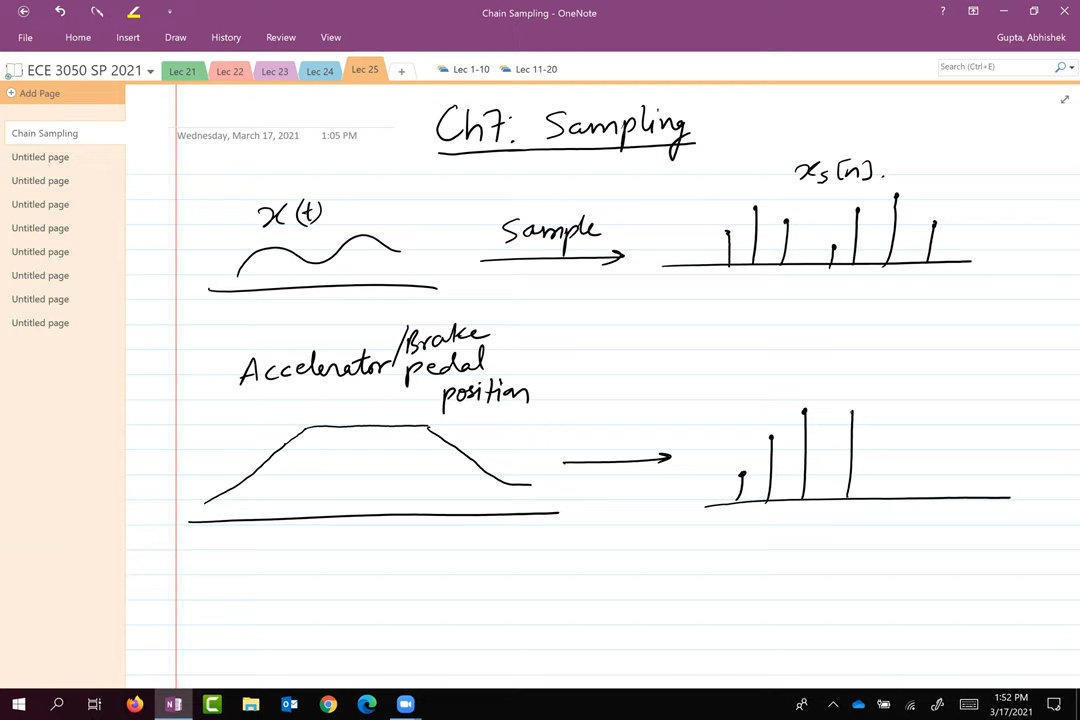 Chain Sampling - OneNote
?
File Home Insert Draw History Review View
Gupta, Abhishek
ECE 3050 SP 2021
Lec 21 Lec 22 Lec 23 Lec 24 Lec 25 + Lec 1-10 Lec 11-20
Search (Ctrl+E)
Add Page
Chain Sampling
Untitled page
Untitled page
Untitled page
Untitled page
Untitled page
Untitled page
Untitled page
Untitled page
Wednesday, March 17, 2021 1:05 PM
Ch7: Sampling
x(t)
Sample
xs[n].
Accelerator/Brake
pedal
position
1:52 PM
3/17/2021